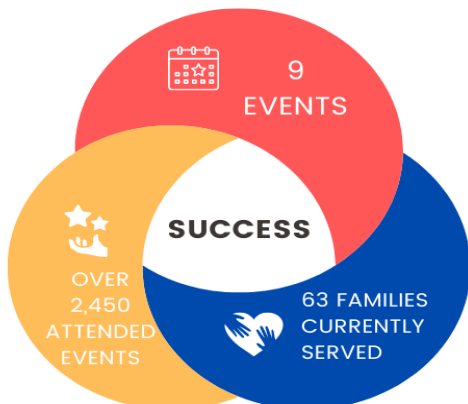 9
EVENTS
SUCCESS
OVER
2,450
ATTENDED
EVENTS
63 FAMILIES
CURRENTLY
SERVED